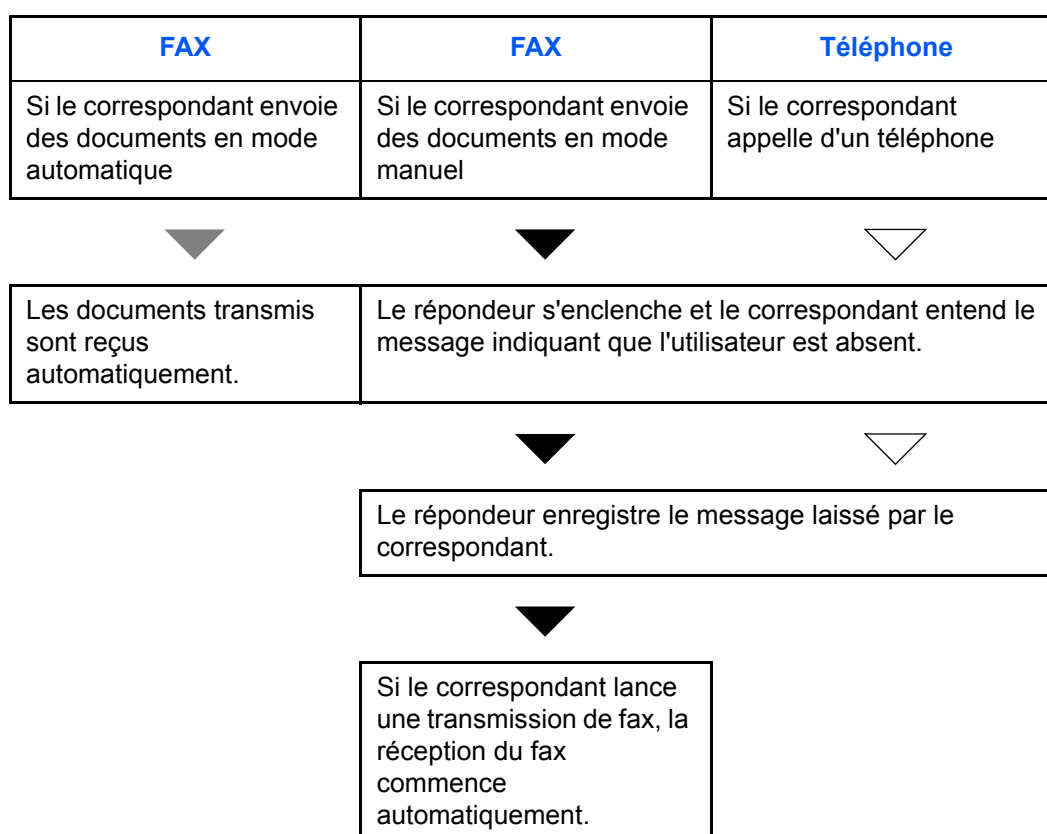 FAX
FAX
Téléphone
Si le correspondant envoie
des documents en mode
automatique
Si le correspondant envoie
des documents en mode
manuel
Si le correspondant
appelle d'un téléphone
Les documents transmis
sont reçus
automatiquement.
Le répondeur s'enclenche et le correspondant entend le
message indiquant que l'utilisateur est absent.
Le répondeur enregistre le message laissé par le
correspondant.
Si le correspondant lance
une transmission de fax, la
réception du fax
commence
automatiquement.